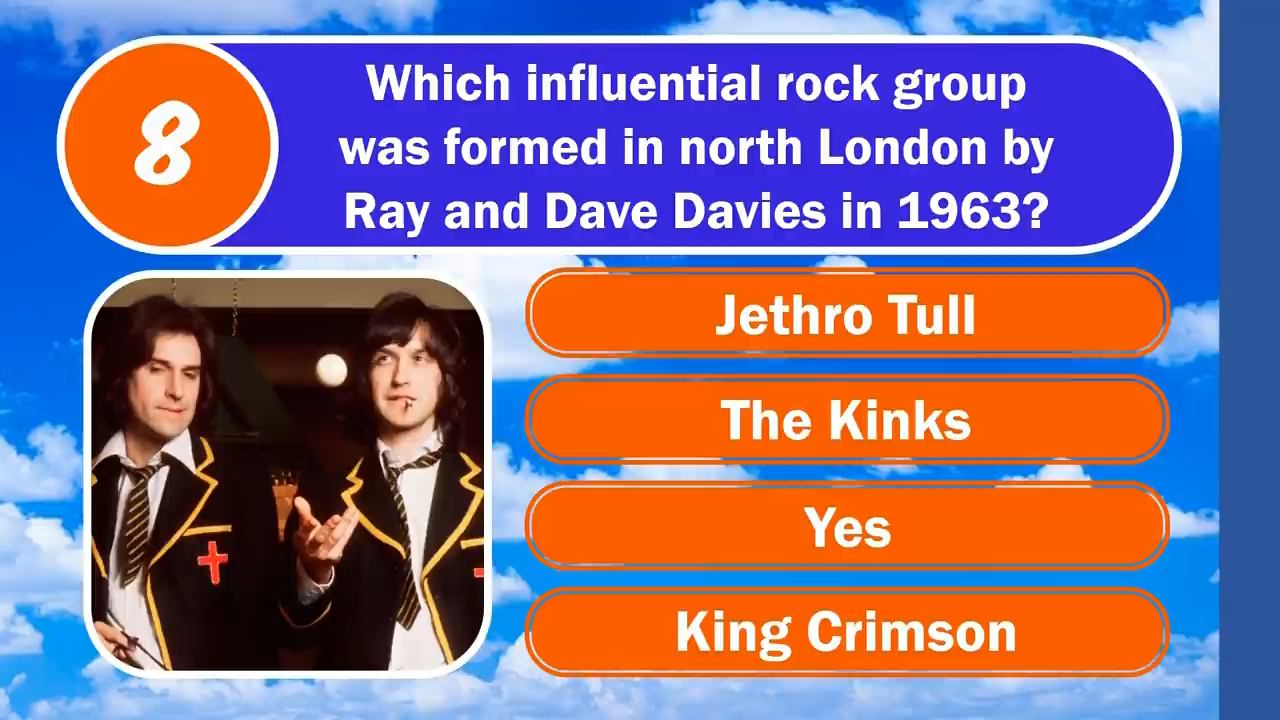 8
Which influential rock group
was formed in north London by
Ray and Dave Davies in 1963?
Jethro Tull
The Kinks
Yes
King Crimson